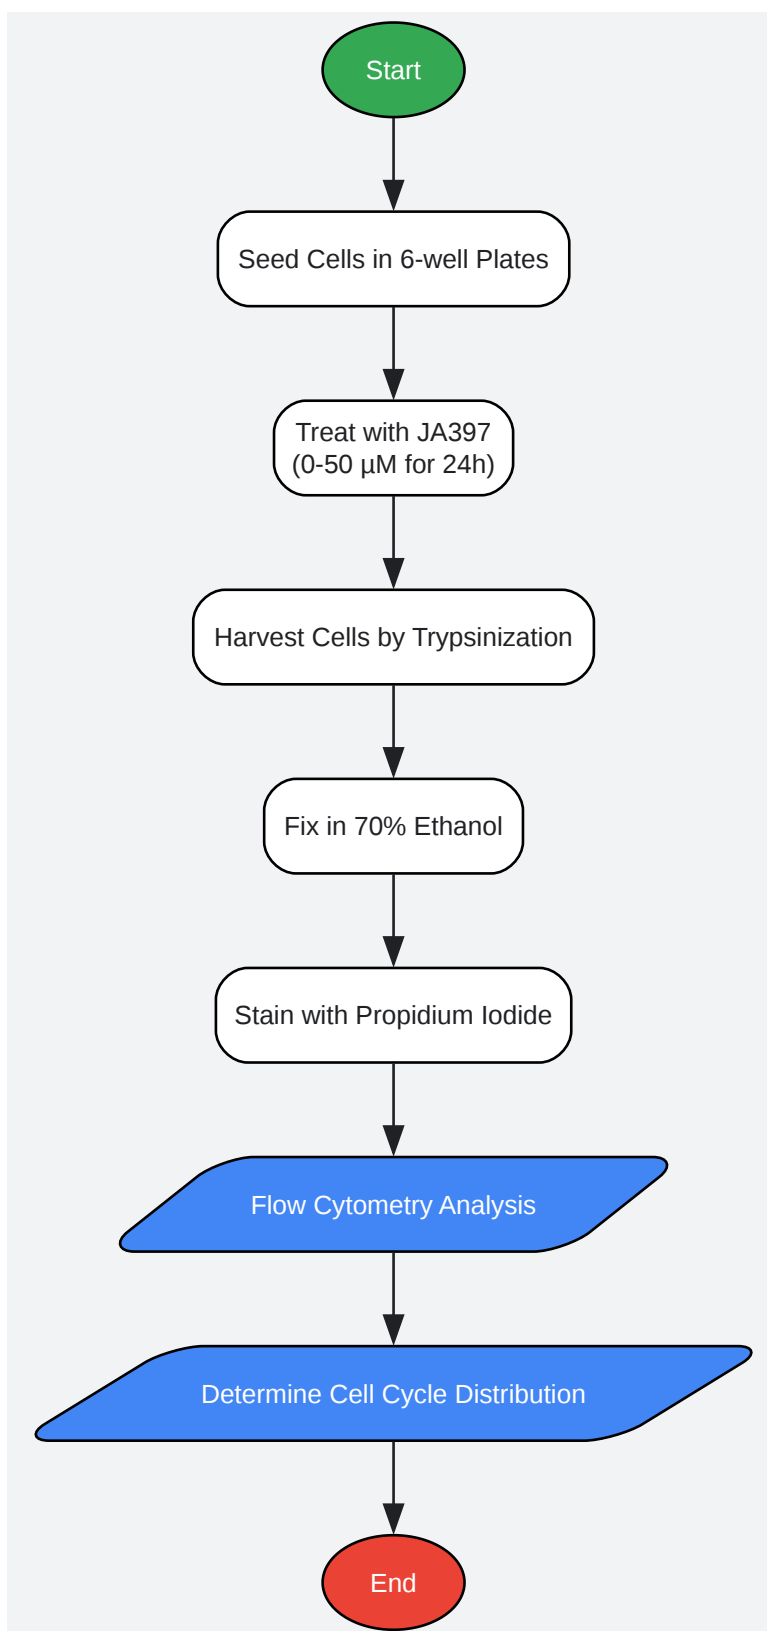 Start
Seed Cells in 6-well Plates
Treat with JA397
(0-50 µM for 24h)
Harvest Cells by Trypsinization
Fix in 70% Ethanol
Stain with Propidium Iodide
Flow Cytometry Analysis
Determine Cell Cycle Distribution
End